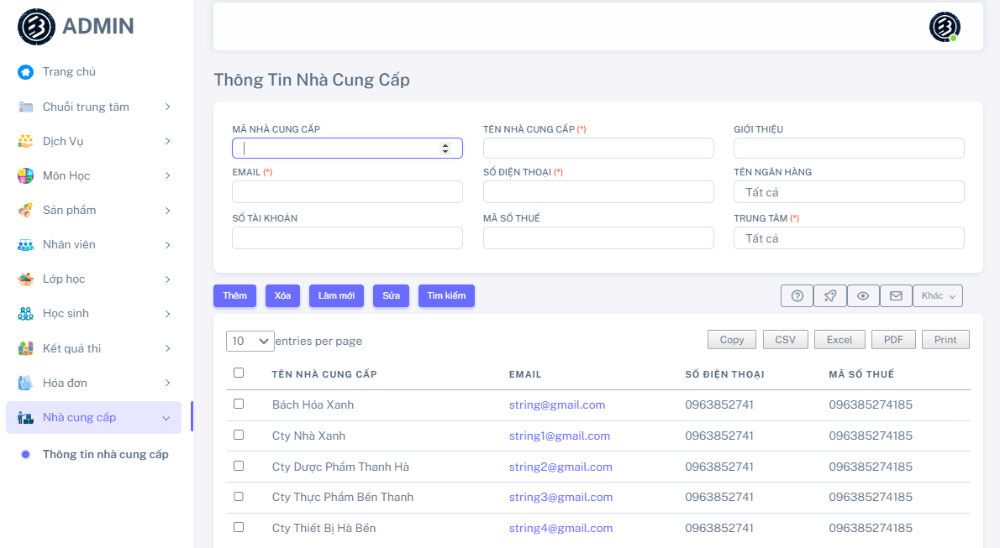 ADMIN
Trang chủ
Chuỗi trung tâm
Dịch Vụ
Môn Học
Sản phẩm
Nhân viên
Lớp học
Học sinh
Kết quả thi
Hóa đơn
Nhà cung cấp
Thông tin nhà cung cấp
Thông Tin Nhà Cung Cấp
MÃ NHÀ CUNG CẤP
TÊN NHÀ CUNG CẤP (*)
GIỚI THIỆU
EMAIL (*)
SỐ ĐIỆN THOẠI (*)
TÊN NGÂN HÀNG
Tất cả
SỐ TÀI KHOẢN
MÃ SỐ THUẾ
TRUNG TÂM (*)
Tất cả
Thêm Xóa Làm mới Sửa Tìm kiếm Khác
10 entries per page Copy CSV Excel PDF Print
TÊN NHÀ CUNG CẤP EMAIL SỐ ĐIỆN THOẠI MÃ SỐ THUẾ
Bách Hóa Xanh string@gmail.com 0963852741 096385274185
Cty Nhà Xanh string1@gmail.com 0963852741 096385274185
Cty Dược Phẩm Thanh Hà string2@gmail.com 0963852741 096385274185
Cty Thực Phẩm Bền Thanh string3@gmail.com 0963852741 096385274185
Cty Thiết Bị Hà Bền string4@gmail.com 0963852741 096385274185